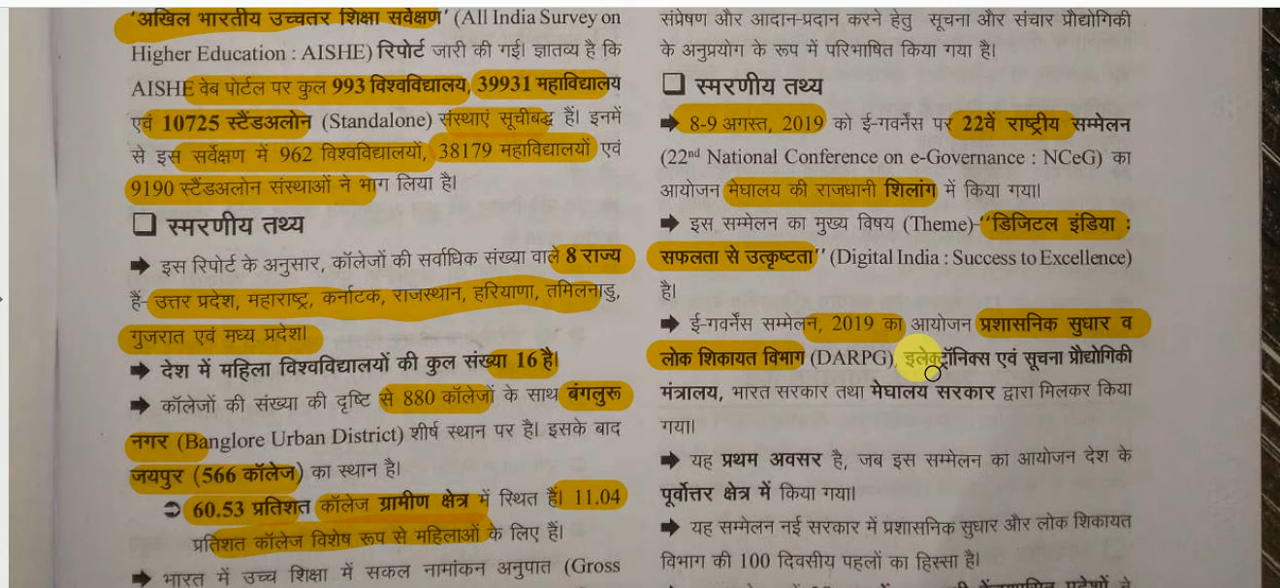 'अखिल भारतीय उच्चतर शिक्षा सर्वेक्षण' (All India Survey on
Higher Education : AISHE) रिपोर्ट जारी की गई। ज्ञातव्य है कि
AISHE वेब पोर्टल पर कुल 993 विश्वविद्यालय, 39931 महाविद्यालय
एवं 10725 स्टैंडअलोन (Standalone) संस्थाएं सूचीबद्ध हैं। इनमें
से इस सर्वेक्षण में 962 विश्वविद्यालयों, 38179 महाविद्यालयों एवं
9190 स्टैंडअलोन संस्थाओं ने भाग लिया है।
❑ स्मरणीय तथ्य
➡ इस रिपोर्ट के अनुसार, कॉलेजों की सर्वाधिक संख्या वाले 8 राज्य
हैं- उत्तर प्रदेश, महाराष्ट्र, कर्नाटक, राजस्थान, हरियाणा, तमिलनाडु,
गुजरात एवं मध्य प्रदेश।
➡ देश में महिला विश्वविद्यालयों की कुल संख्या 16 है।
➡ कॉलेजों की संख्या की दृष्टि से 880 कॉलेजों के साथ बंगलुरू
नगर (Banglore Urban District) शीर्ष स्थान पर है। इसके बाद
जयपुर (566 कॉलेज) का स्थान है।
➲ 60.53 प्रतिशत कॉलेज ग्रामीण क्षेत्र में स्थित हैं। 11.04
प्रतिशत कॉलेज विशेष रूप से महिलाओं के लिए हैं।
➡ भारत में उच्च शिक्षा में सकल नामांकन अनुपात (Gross
संप्रेषण और आदान-प्रदान करने हेतु सूचना और संचार प्रौद्योगिकी
के अनुप्रयोग के रूप में परिभाषित किया गया है।
❑ स्मरणीय तथ्य
➡ 8-9 अगस्त, 2019 को ई-गवर्नेंस पर 22वें राष्ट्रीय सम्मेलन
(22nd National Conference on e-Governance : NCeG) का
आयोजन मेघालय की राजधानी शिलांग में किया गया।
➡ इस सम्मेलन का मुख्य विषय (Theme)-''डिजिटल इंडिया :
सफलता से उत्कृष्टता'' (Digital India : Success to Excellence)
है।
➡ ई-गवर्नेंस सम्मेलन, 2019 का आयोजन प्रशासनिक सुधार व
लोक शिकायत विभाग (DARPG), इलेक्ट्रॉनिक्स एवं सूचना प्रौद्योगिकी
मंत्रालय, भारत सरकार तथा मेघालय सरकार द्वारा मिलकर किया
गया।
➡ यह प्रथम अवसर है, जब इस सम्मेलन का आयोजन देश के
पूर्वोत्तर क्षेत्र में किया गया।
➡ यह सम्मेलन नई सरकार में प्रशासनिक सुधार और लोक शिकायत
विभाग की 100 दिवसीय पहलों का हिस्सा है।